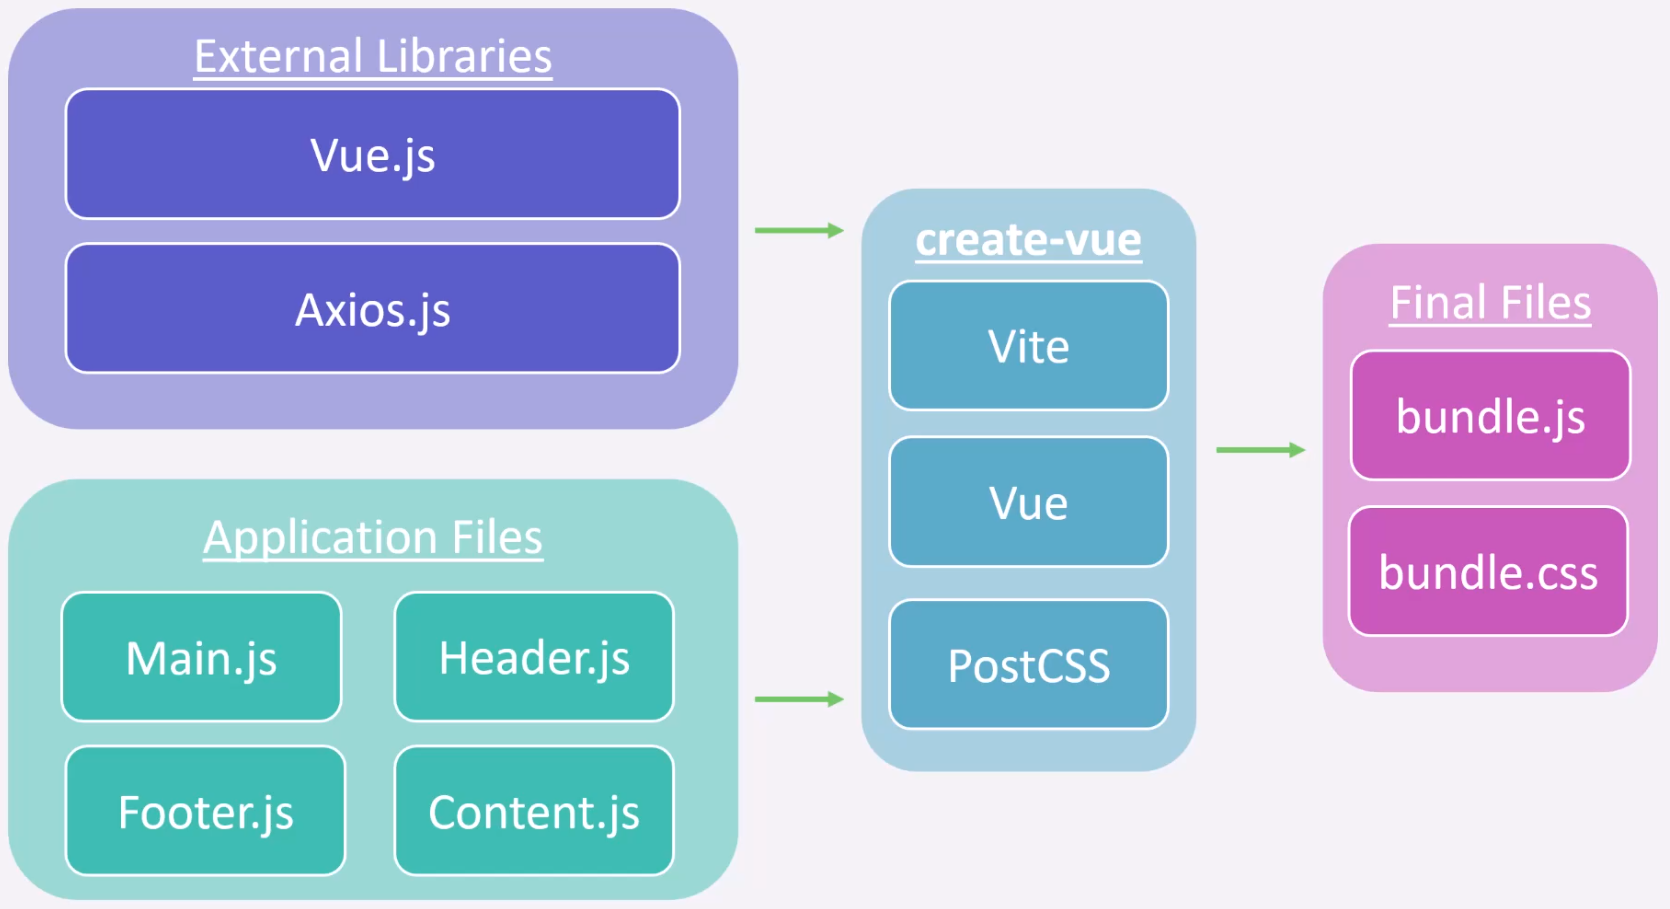 External Libraries
Vue.js
Axios.js
Application Files
Main.js
Header.js
Footer.js
Content.js
create-vue
Vite
Vue
PostCSS
Final Files
bundle.js
bundle.css